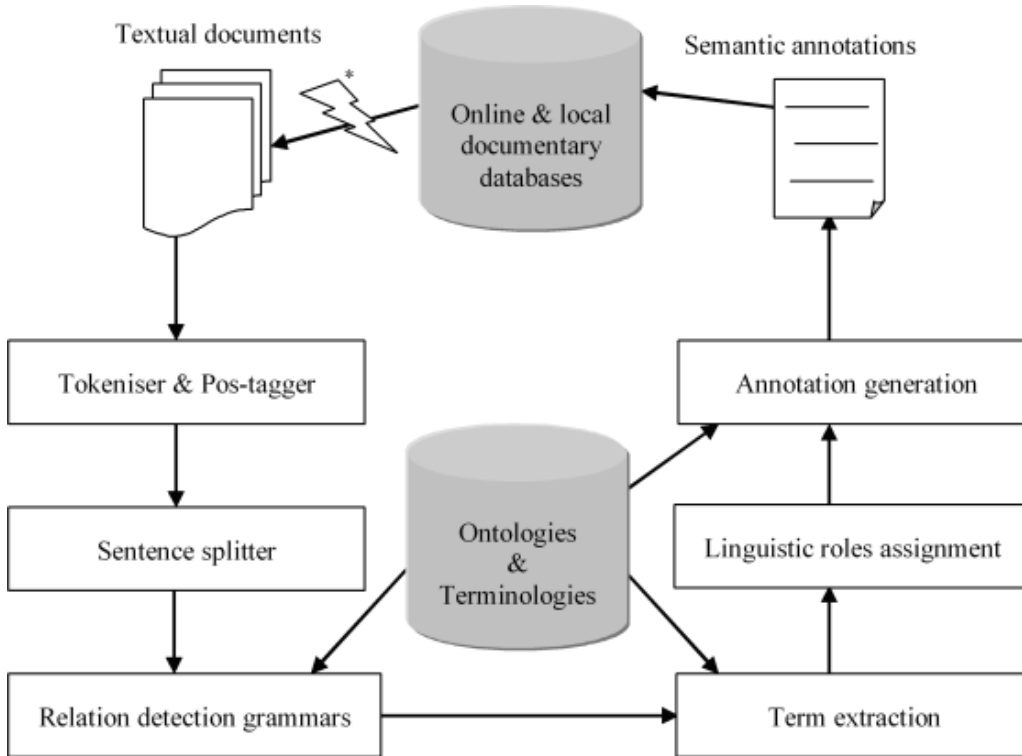 Textual documents
*
Semantic annotations
Online & local
documentary
databases
Tokeniser & Pos-tagger
Annotation generation
Sentence splitter
Ontologies
&
Terminologies
Linguistic roles assignment
Relation detection grammars
Term extraction